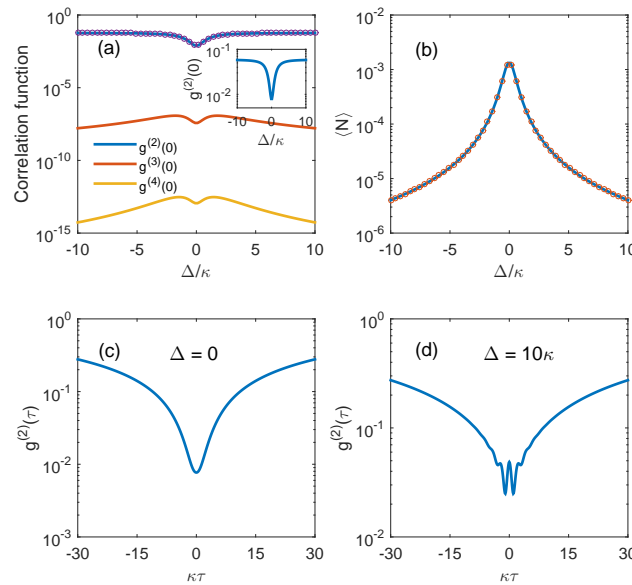 10^0
10^-5
10^-10
10^-15
Correlation function
(a)
10^-1
10^-2
g^(2)(0)
-10 0 10
Δ/κ
g^(2)(0)
g^(3)(0)
g^(4)(0)
-10 -5 0 5 10
Δ/κ
10^-1
10^-2
10^-3
10^-4
10^-5
10^-6
⟨N⟩
(b)
-10 -5 0 5 10
Δ/κ
10^0
10^-1
10^-2
10^-3
g^(2)(τ)
(c) Δ = 0
-30 -15 0 15 30
κτ
10^0
10^-1
10^-2
g^(2)(τ)
(d) Δ = 10κ
-30 -15 0 15 30
κτ